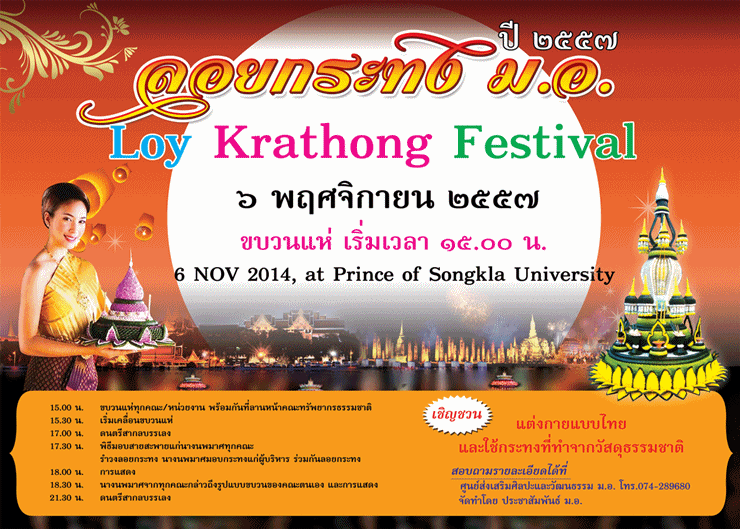 ปี ๒๕๕๗
ลอยกระทง ม.อ.
Loy Krathong Festival
๖ พฤศจิกายน ๒๕๕๗
ขบวนแห่ เริ่มเวลา ๑๕.๐๐ น.
6 NOV 2014, at Prince of Songkla University
15.00 น. ขบวนแห่ทุกคณะ/หน่วยงาน พร้อมกันที่ลานหน้าคณะทรัพยากรธรรมชาติ
15.30 น. เริ่มเคลื่อนขบวนแห่
17.00 น. ดนตรีสากลบรรเลง
17.30 น. พิธีมอบสายสะพายแก่นางนพมาศทุกคณะ
รำวงลอยกระทง นางนพมาศมอบกระทงแก่ผู้บริหาร ร่วมกันลอยกระทง
18.00 น. การแสดง
18.30 น. นางนพมาศจากทุกคณะกล่าวถึงรูปแบบขบวนของคณะตนเอง และการแสดง
21.30 น. ดนตรีสากลบรรเลง
เชิญชวน
แต่งกายแบบไทย
และใช้กระทงที่ทำจากวัสดุธรรมชาติ
สอบถามรายละเอียดได้ที่
ศูนย์ส่งเสริมศิลปะและวัฒนธรรม ม.อ. โทร.074-289680
จัดทำโดย ประชาสัมพันธ์ ม.อ.